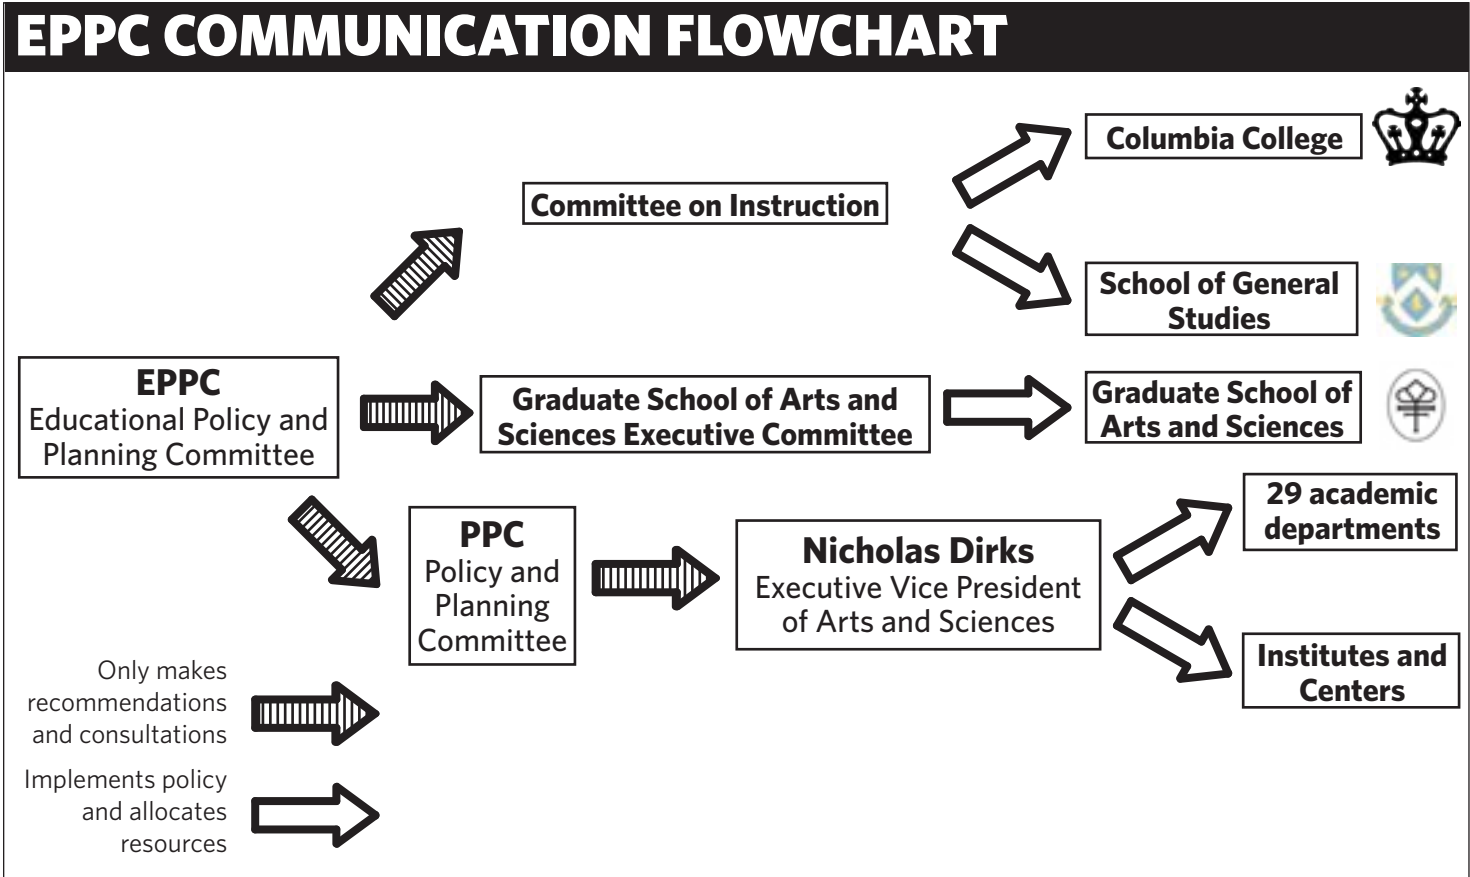 EPPC COMMUNICATION FLOWCHART
Columbia College
Committee on Instruction
School of General
Studies
EPPC
Educational Policy and
Planning Committee
Graduate School of Arts and
Sciences Executive Committee
Graduate School of
Arts and Sciences
PPC
Policy and
Planning
Committee
Nicholas Dirks
Executive Vice President
of Arts and Sciences
29 academic
departments
Institutes and
Centers
Only makes
recommendations
and consultations
Implements policy
and allocates
resources